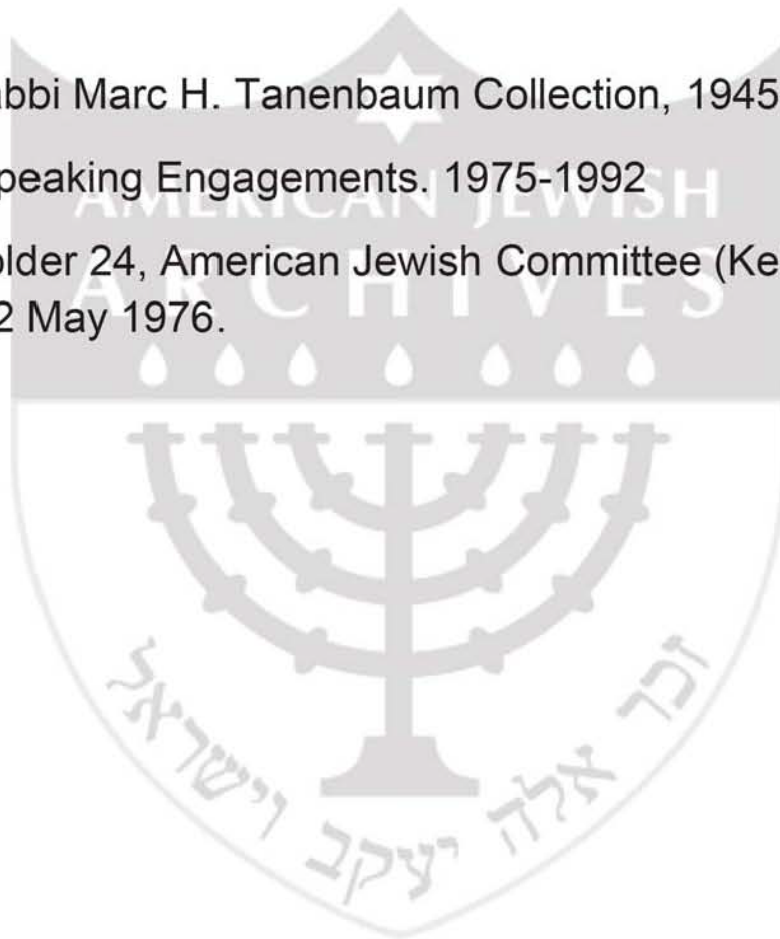 abbi Marc H. Tanenbaum Collection, 1945
peaking Engagements. 1975-1992
AMERICAN JEWISH
older 24, American Jewish Committee (Ke
ARCHIVES
2 May 1976.
זכר אלה יעקב וישראל